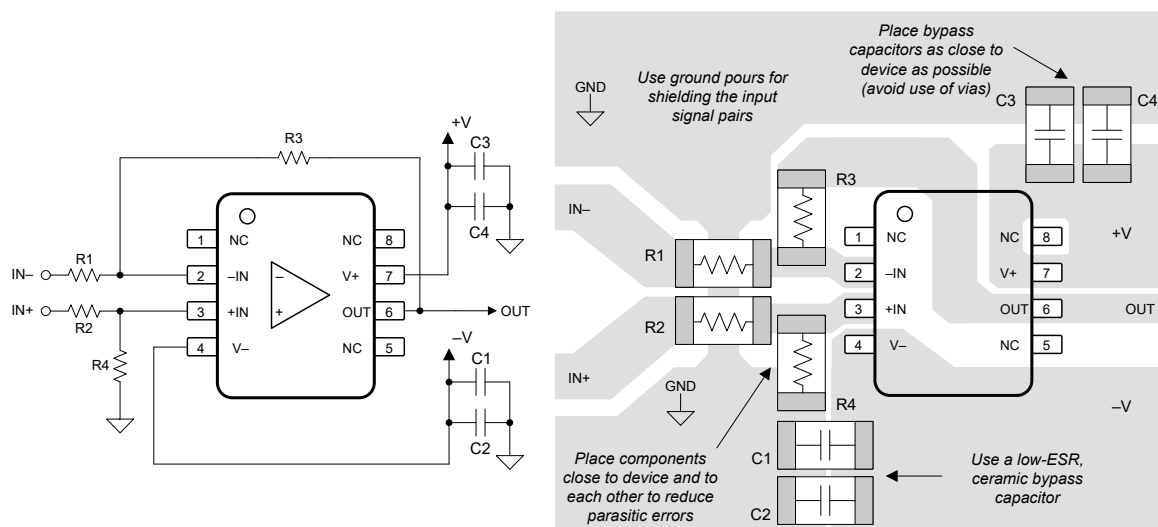 R3
+V
C3
C4
1
NC
NC
8
IN–
R1
2
–IN
–
V+
7
IN+
R2
3
+IN
+
OUT
6
OUT
4
V–
NC
5
R4
–V
C1
C2
Place bypass
capacitors as close to
device as possible
(avoid use of vias)
Use ground pours for
shielding the input
signal pairs
GND
C3
C4
R3
IN–
1
NC
NC
8
+V
R1
2
–IN
V+
7
3
+IN
OUT
6
OUT
R2
4
V–
NC
5
IN+
GND
R4
–V
Place components
close to device and to
each other to reduce
parasitic errors
C1
C2
Use a low-ESR,
ceramic bypass
capacitor